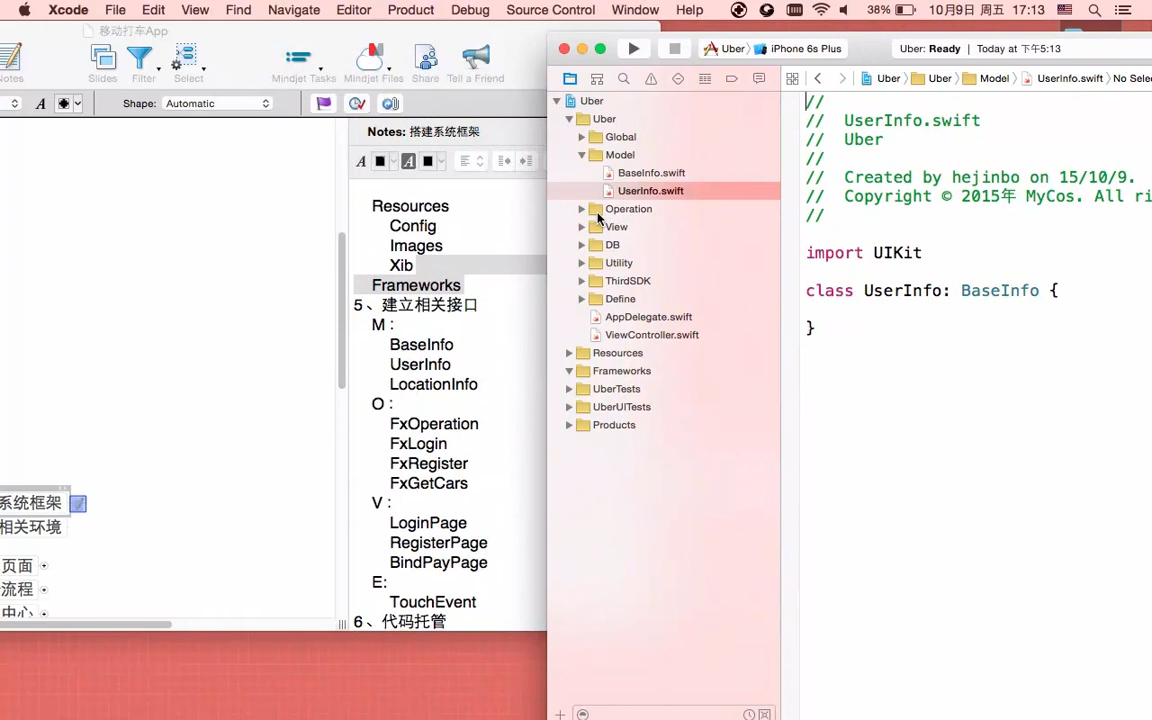 Xcode File Edit View Find Navigate Editor Product Debug Editor Source Control Window Help 38% 10月9日 周五 17:13
移动打车App
Notes Slides Filter Select Mindjet Tasks Mindjet Files Share Tell a Friend
A Shape: Automatic
Notes: 搭建系统框架
A A
Resources
Config
Images
Xib
Frameworks
5、建立相关接口
M :
BaseInfo
UserInfo
LocationInfo
O :
FxOperation
FxLogin
FxRegister
FxGetCars
V :
LoginPage
RegisterPage
BindPayPage
E:
TouchEvent
6、代码托管
系统框架
相关环境
页面
流程
中心
Uber iPhone 6s Plus Uber: Ready Today at 下午5:13
Uber
Uber
Global
Model
BaseInfo.swift
UserInfo.swift
Operation
View
DB
Utility
ThirdSDK
Define
AppDelegate.swift
ViewController.swift
Resources
Frameworks
UberTests
UberUITests
Products
Uber Uber Model UserInfo.swift No Selec
//
// UserInfo.swift
// Uber
//
// Created by hejinbo on 15/10/9.
// Copyright © 2015年 MyCos. All ri
//
import UIKit
class UserInfo: BaseInfo {
}